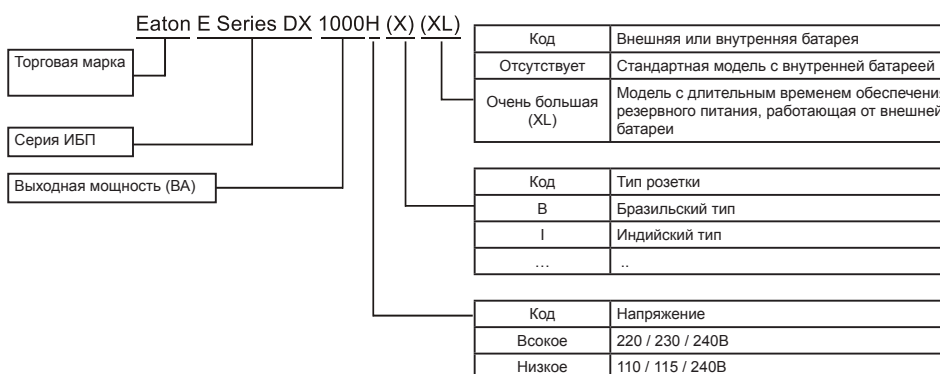 Eaton E Series DX 1000H (X) (XL)
Торговая марка
Серия ИБП
Выходная мощность (ВА)
Код Внешняя или внутренняя батарея
Отсутствует Стандартная модель с внутренней батареей
Очень большая (XL) Модель с длительным временем обеспечения
резервного питания, работающая от внешней
батареи
Код Тип розетки
B Бразильский тип
I Индийский тип
... ..
Код Напряжение
Всокое 220 / 230 / 240В
Низкое 110 / 115 / 240В